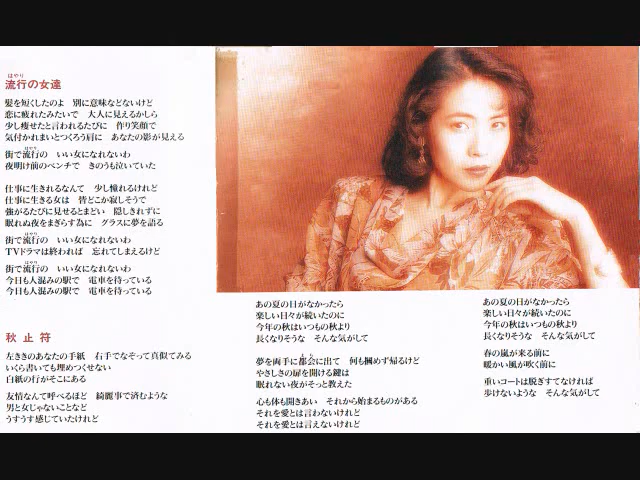 はやり
流行の女達
髪を短くしたのよ 別に意味などないけど
恋に疲れたみたいで 大人に見えるかしら
少し痩せたと言われるたびに 作り笑顔で
気付かれまいとつくろう肩に あなたの影が見える
はやり
街で流行の いい女になれないわ
夜明け前のベンチで きのうも泣いていた
仕事に生きれるなんて 少し憧れるけれど
仕事に生きる女は 皆どこか寂しそうで
強がるたびに見せるとまどい 隠しきれずに
眠れぬ夜をまぎらす為に グラスに夢を語る
はやり
街で流行の いい女になれないわ
TVドラマは終われば 忘れてしまえるけど
はやり
街で流行の いい女になれないわ
今日も人混みの駅で 電車を待っている
今日も人混みの駅で 電車を待っている
秋止符
左ききのあなたの手紙 右手でなぞって真似てみる
いくら書いても埋めつくせない
白紙の行がそこにある
友情なんて呼べるほど 綺麗事で済むような
男と女じゃないことなど
うすうす感じていたけれど
あの夏の日がなかったら
楽しい日々が続いたのに
今年の秋はいつもの秋より
長くなりそうな そんな気がして
夢を両手に都会に出て 何も掴めず帰るけど
やさしさの扉を開ける鍵は
眠れない夜がそっと教えた
心も体も開きあい それから始まるものがある
それを愛とは言わないけれど
それを愛とは言えないけれど
あの夏の日がなかったら
楽しい日々が続いたのに
今年の秋はいつもの秋より
長くなりそうな そんな気がして
春の嵐が来る前に
暖かい風が吹く前に
重いコートは脱ぎすてなければ
歩けないような そんな気がして